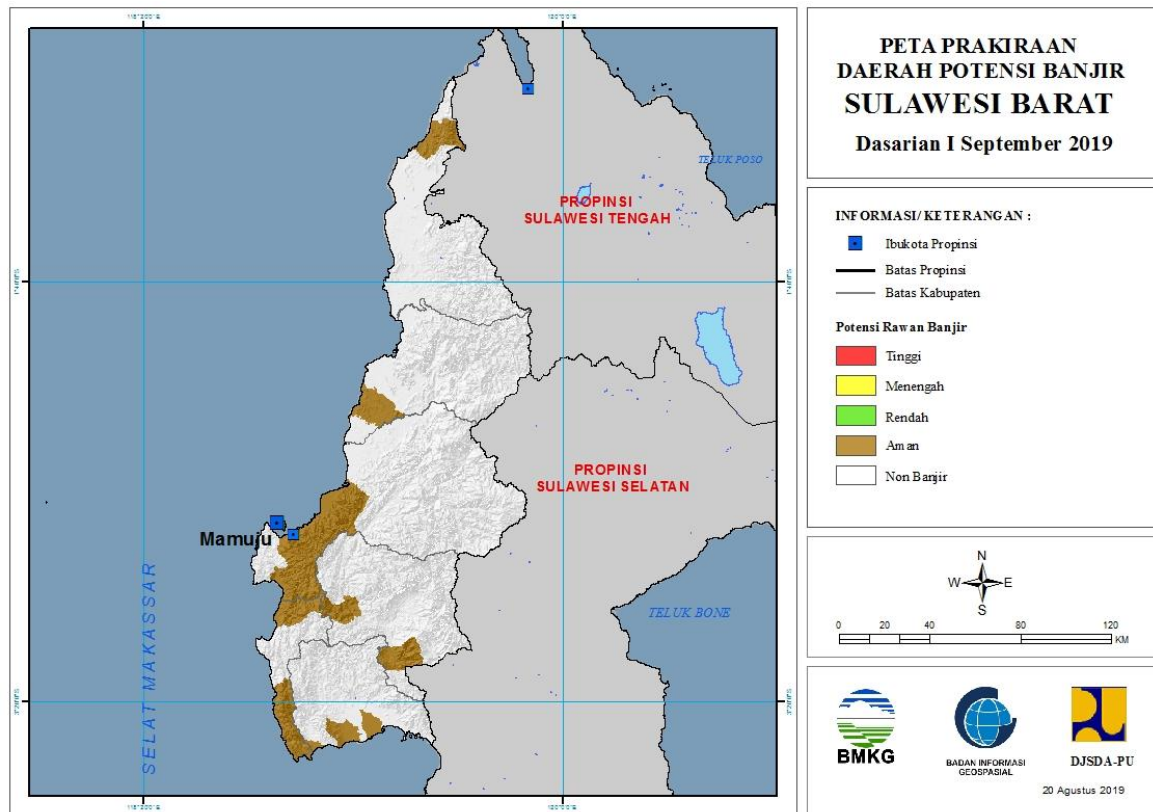 PETA PRAKIRAAN
DAERAH POTENSI BANJIR
SULAWESI BARAT
Dasarian I September 2019
INFORMASI/ KETERANGAN :
Ibukota Propinsi
Batas Propinsi
Batas Kabupaten
Potensi Rawan Banjir
Tinggi
Menengah
Rendah
Aman
Non Banjir
N
W E
S
0 20 40 80 120
KM
BMKG
BADAN INFORMASI
GEOSPASIAL
DJSDA-PU
20 Agustus 2019
TELUK POSO
PROPINSI
SULAWESI TENGAH
PROPINSI
SULAWESI SELATAN
Mamuju
SELAT MAKASSAR
TELUK BONE